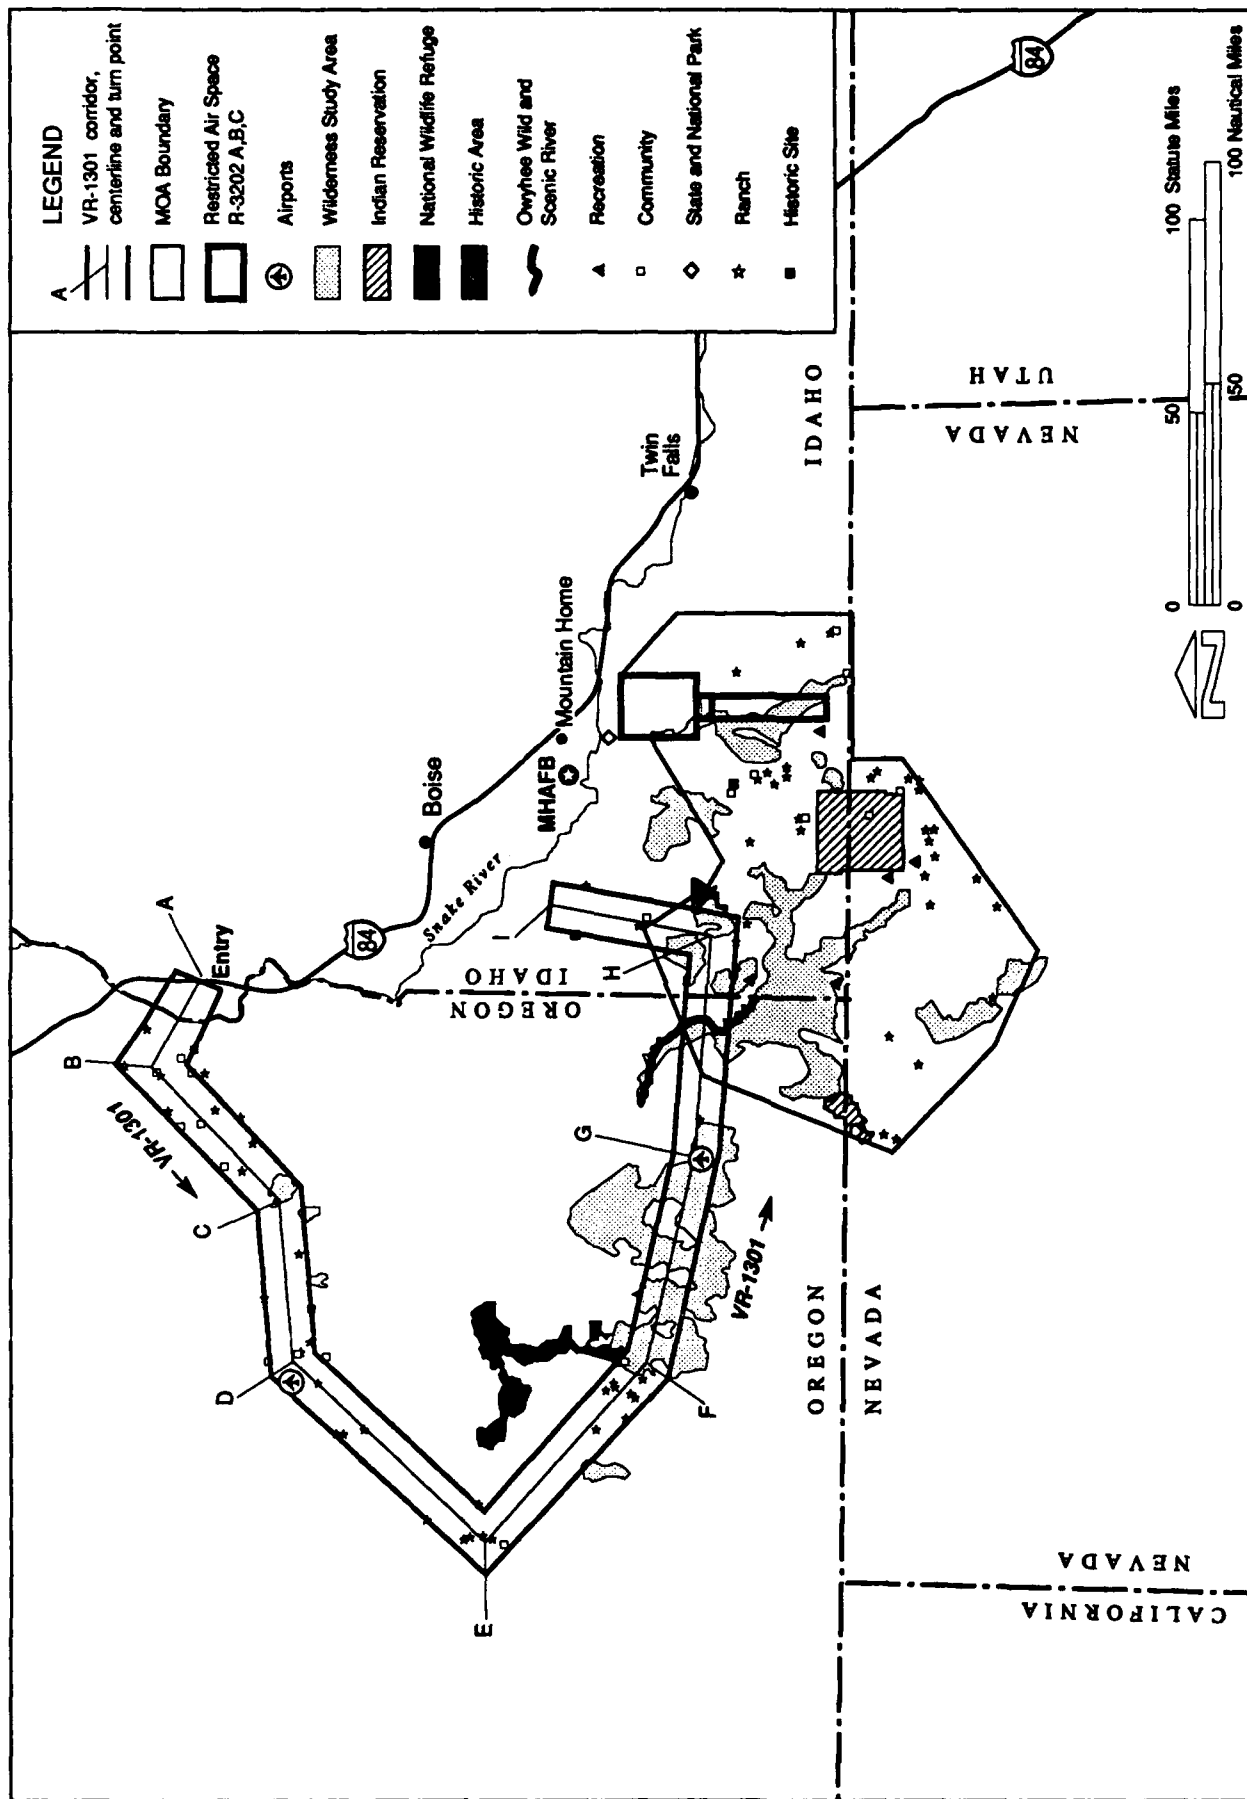 LEGEND
A
VR-1301 corridor,
centerline and turn point
MOA Boundary
Restricted Air Space
R-3202 A,B,C
Airports
Wilderness Study Area
Indian Reservation
National Wildlife Refuge
Historic Area
Owyhee Wild and
Scenic River
Recreation
Community
State and National Park
Ranch
Historic Site
A
Entry
B
VR-1301
C
D
E
F
G
H
I
VR-1301
84
Snake River
Boise
MHAFB
Mountain Home
Twin
Falls
OREGON
IDAHO
IDAHO
OREGON
NEVADA
NEVADA
UTAH
CALIFORNIA
NEVADA
84
N
0
50
100 Statute Miles
0
50
100 Nautical Miles